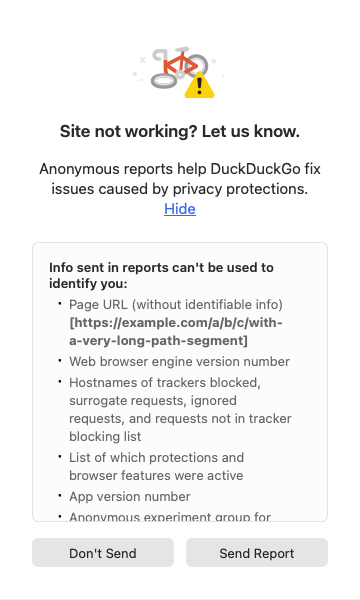 Site not working? Let us know.
Anonymous reports help DuckDuckGo fix
issues caused by privacy protections.
Hide
Info sent in reports can't be used to
identify you:
• Page URL (without identifiable info)
[https://example.com/a/b/c/with-
a-very-long-path-segment]
• Web browser engine version number
• Hostnames of trackers blocked,
surrogate requests, ignored
requests, and requests not in tracker
blocking list
• List of which protections and
browser features were active
• App version number
• Anonymous experiment group for
Don't Send
Send Report